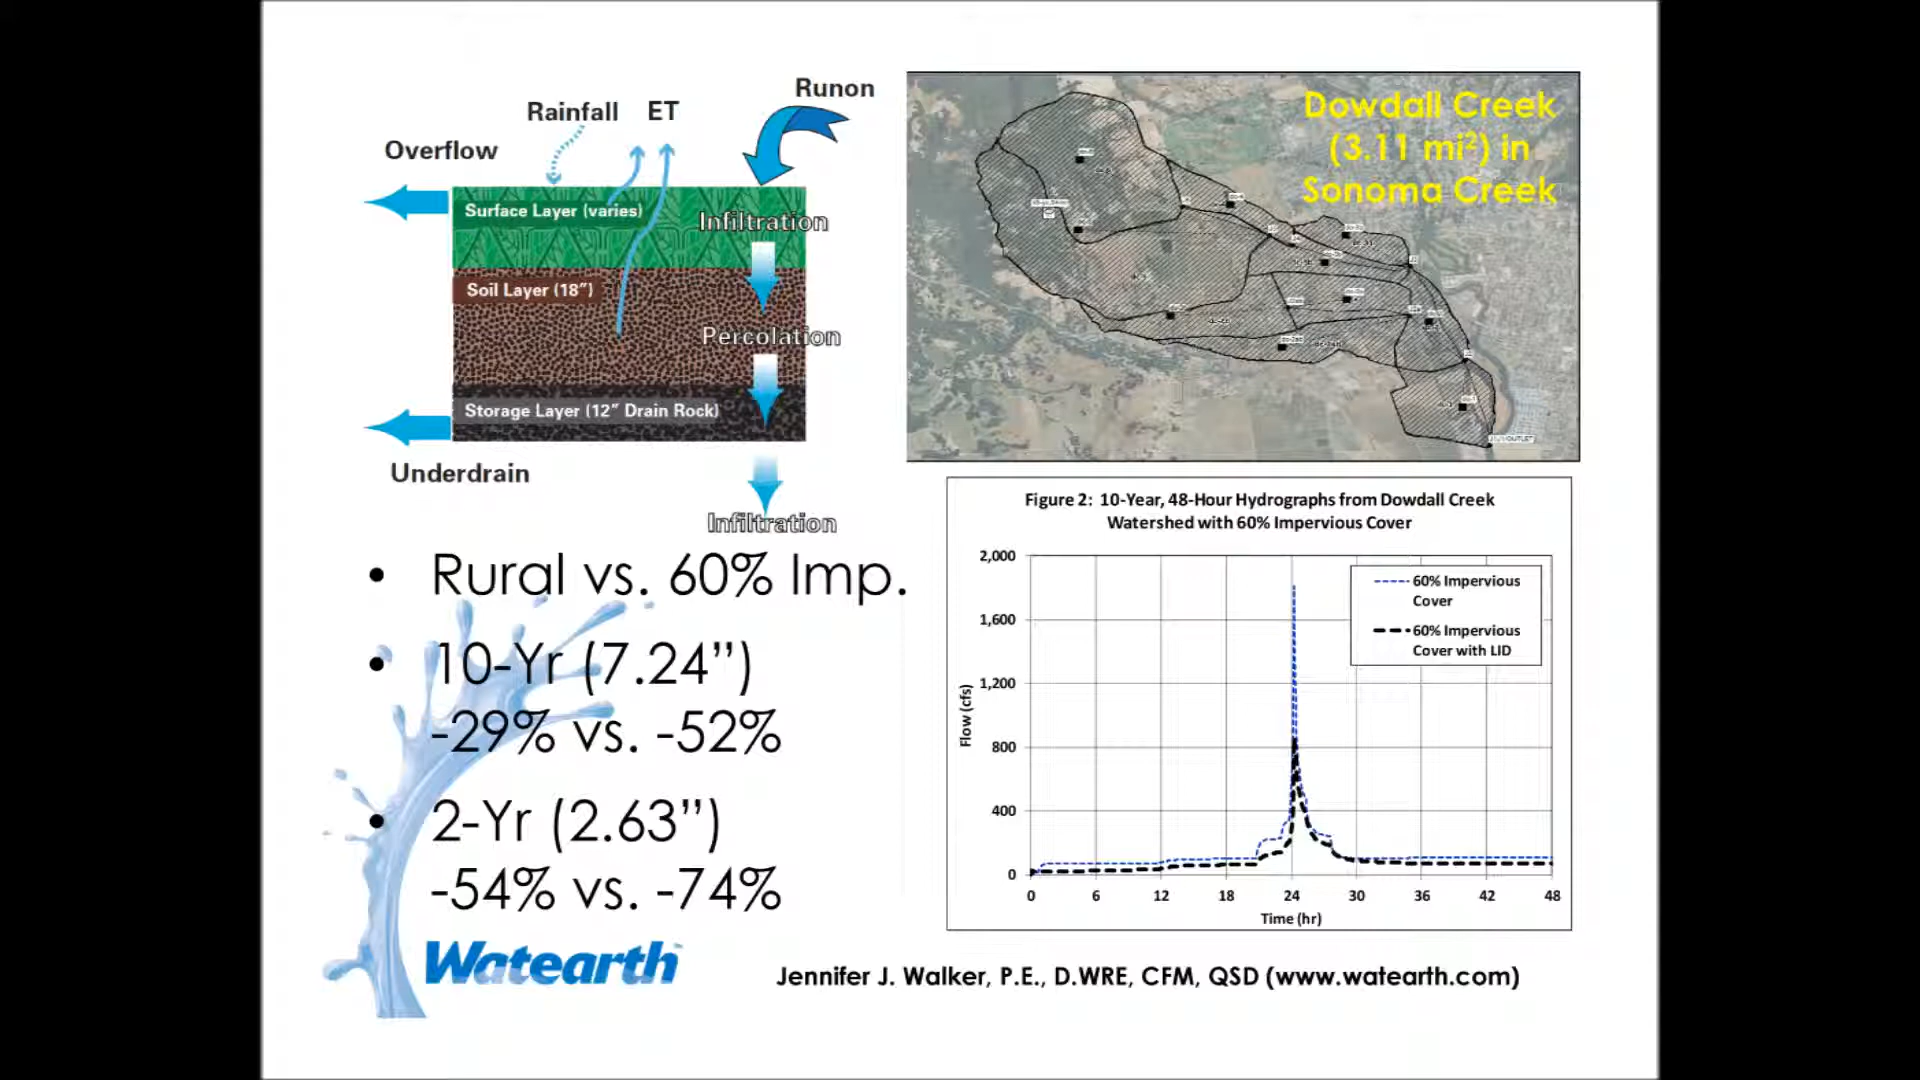 Runon
Rainfall ET
Overflow
Surface Layer (varies)
Infiltration
Soil Layer (18")
Percolation
Storage Layer (12" Drain Rock)
Underdrain
Infiltration
Dowdall Creek
(3.11 mi²) in
Sonoma Creek
• Rural vs. 60% Imp.
• 10-Yr (7.24”)
-29% vs. -52%
• 2-Yr (2.63”)
-54% vs. -74%
Figure 2: 10-Year, 48-Hour Hydrographs from Dowdall Creek
Watershed with 60% Impervious Cover
2,000
1,600
1,200
800
400
0
Flow (cfs)
60% Impervious
Cover
60% Impervious
Cover with LID
0 6 12 18 24 30 36 42 48
Time (hr)
Watearth
Jennifer J. Walker, P.E., D.WRE, CFM, QSD (www.watearth.com)